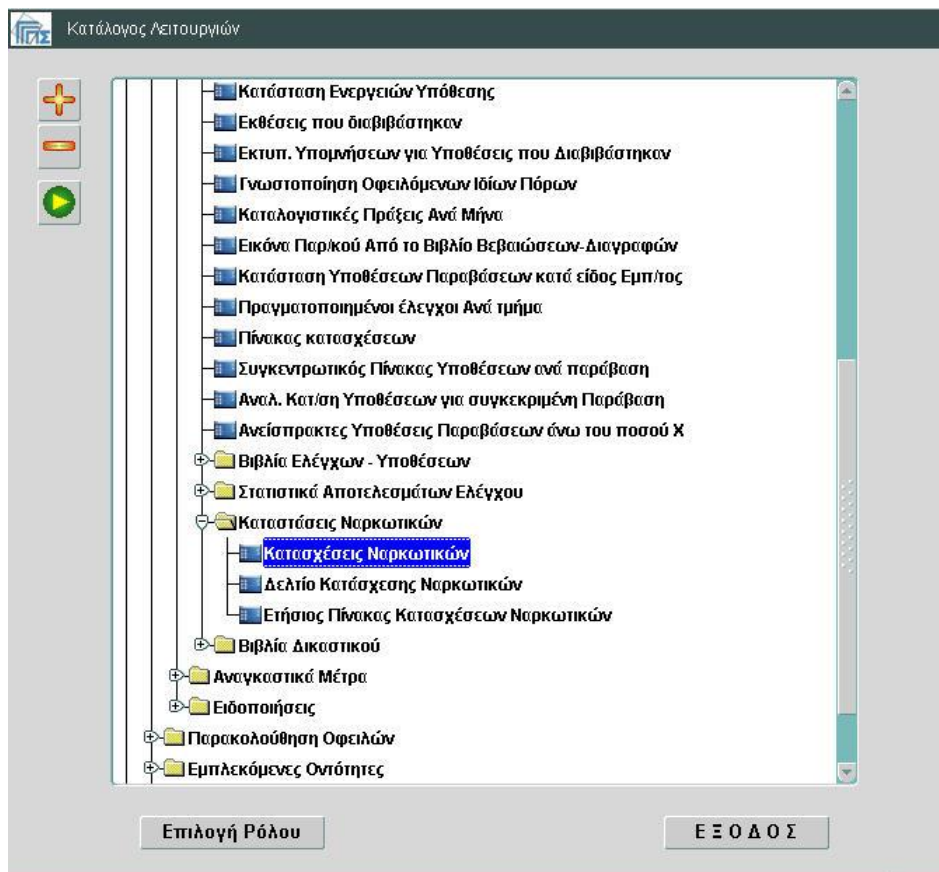 Κατάλογος Λειτουργιών
Κατάσταση Ενεργειών Υπόθεσης
Εκθέσεις που διαβιβάστηκαν
Εκτυπ. Υπομνήσεων για Υποθέσεις που Διαβιβάστηκαν
Γνωστοποίηση Οφειλόμενων Ιδίων Πόρων
Καταλογιστικές Πράξεις Ανά Μήνα
Εικόνα Παρ/κού Από το Βιβλίο Βεβαιώσεων-Διαγραφών
Κατάσταση Υποθέσεων Παραβάσεων κατά είδος Εμπ/τος
Πραγματοποιημένοι έλεγχοι Ανά τμήμα
Πίνακας κατασχέσεων
Συγκεντρωτικός Πίνακας Υποθέσεων ανά παράβαση
Αναλ. Κατ/ση Υποθέσεων για συγκεκριμένη Παράβαση
Ανείσπρακτες Υποθέσεις Παραβάσεων άνω του ποσού Χ
Βιβλία Ελέγχων - Υποθέσεων
Στατιστικά Αποτελεσμάτων Ελέγχου
Καταστάσεις Ναρκωτικών
Κατασχέσεις Ναρκωτικών
Δελτίο Κατάσχεσης Ναρκωτικών
Ετήσιος Πίνακας Κατασχέσεων Ναρκωτικών
Βιβλία Δικαστικού
Αναγκαστικά Μέτρα
Ειδοποιήσεις
Παρακολούθηση Οφειλών
Εμπλεκόμενες Οντότητες
Επιλογή Ρόλου
Ε Ξ Ο Δ Ο Σ